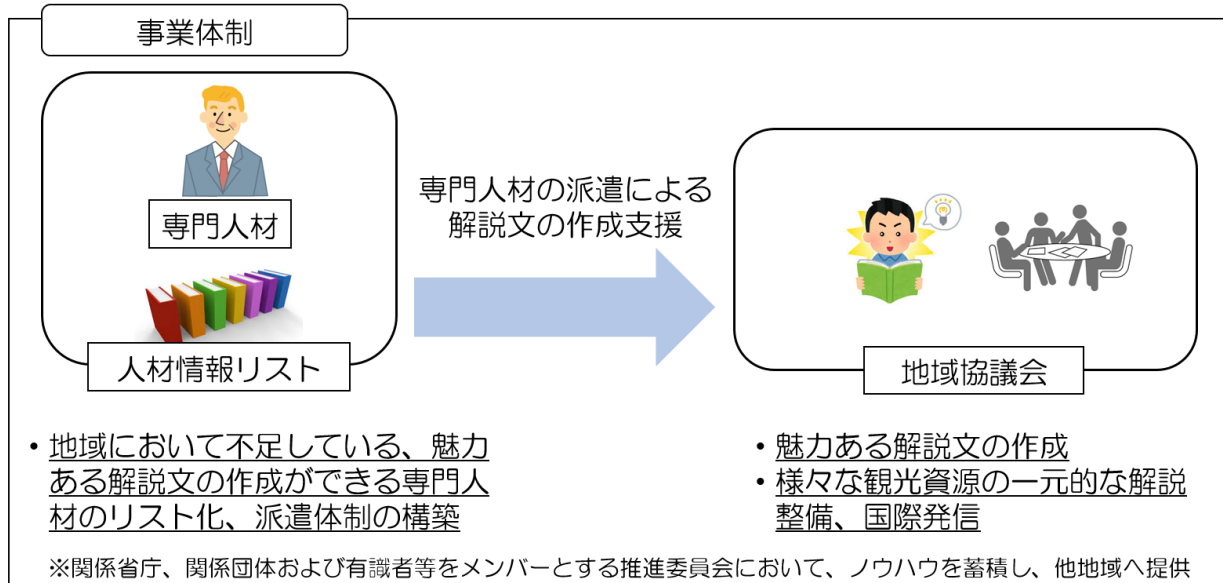 事業体制
専門人材
人材情報リスト
専門人材の派遣による
解説文の作成支援
地域協議会
・地域において不足している、魅力
ある解説文の作成ができる専門人
材のリスト化、派遣体制の構築
・魅力ある解説文の作成
・様々な観光資源の一元的な解説
整備、国際発信
※関係省庁、関係団体および有識者等をメンバーとする推進委員会において、ノウハウを蓄積し、他地域へ提供